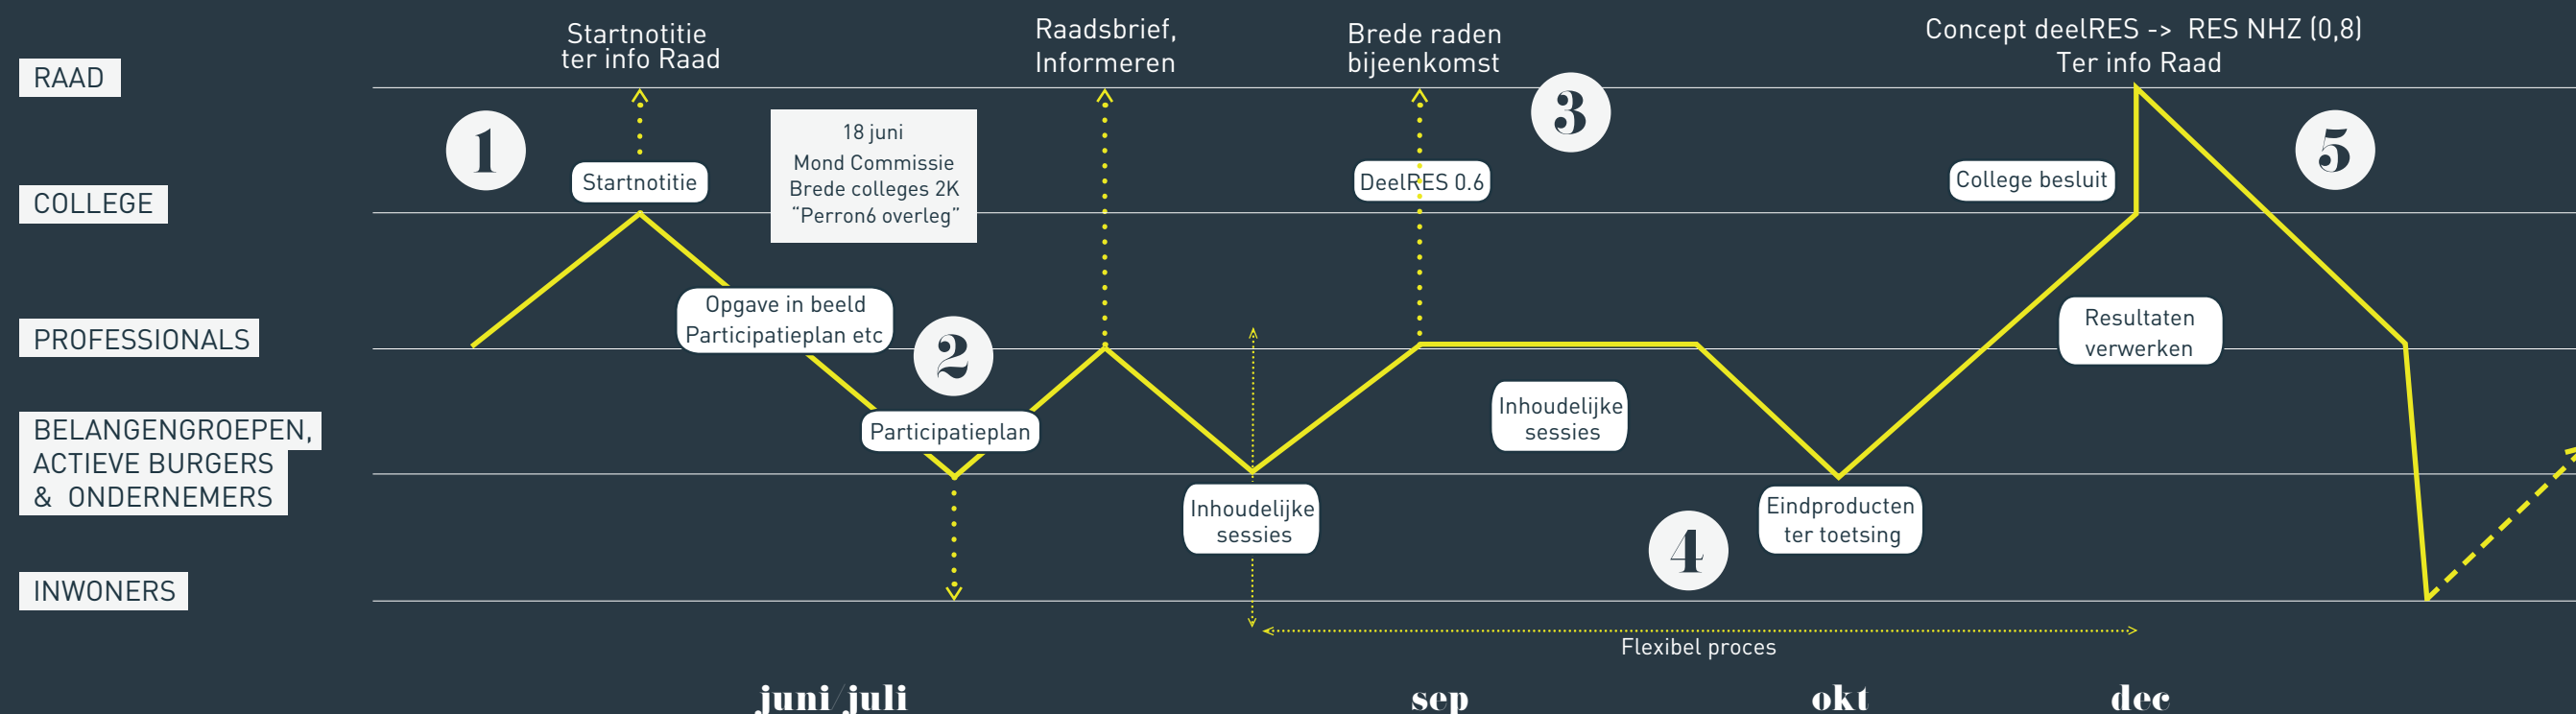 Startnotitie
ter info Raad
Raadsbrief,
Informeren
Brede raden
bijeenkomst
Concept deelRES -> RES NHZ (0,8)
Ter info Raad
RAAD
1
18 juni
Mond Commissie
Brede colleges 2K
“Perron6 overleg”
3
5
Startnotitie
DeelRES 0.6
College besluit
COLLEGE
Opgave in beeld
Participatieplan etc
2
Resultaten
verwerken
PROFESSIONALS
Participatieplan
Inhoudelijke
sessies
BELANGENGROEPEN,
ACTIEVE BURGERS
& ONDERNEMERS
Inhoudelijke
sessies
4
Eindproducten
ter toetsing
INWONERS
Flexibel proces
juni/juli
sep
okt
dec